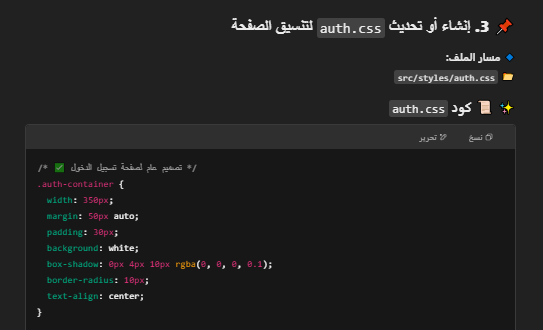 📌 3. إنشاء أو تحديث auth.css لتنسيق الصفحة
🔹 مسار الملف:
📂 src/styles/auth.css
✨ 📜 كود auth.css
نسخ تحرير
/* ✅ تصميم عام لصفحة تسجيل الدخول */
.auth-container {
  width: 350px;
  margin: 50px auto;
  padding: 30px;
  background: white;
  box-shadow: 0px 4px 10px rgba(0, 0, 0, 0.1);
  border-radius: 10px;
  text-align: center;
}